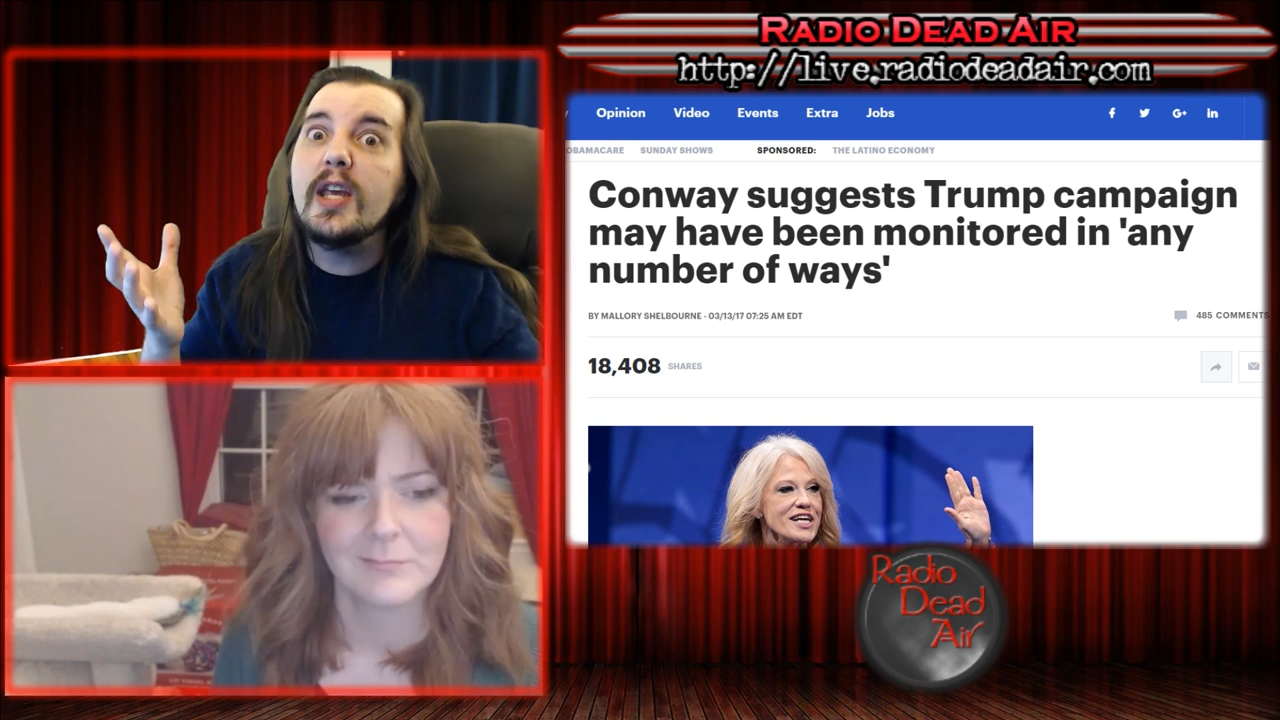 RADIO DEAD AIR
http://live.radiodeadair.com
Opinion Video Events Extra Jobs
OBAMACARE SUNDAY SHOWS SPONSORED: THE LATINO ECONOMY
Conway suggests Trump campaign
may have been monitored in 'any
number of ways'
BY MALLORY SHELBOURNE - 03/13/17 07:25 AM EDT
485 COMMENTS
18,408 SHARES
Radio
Dead
Air